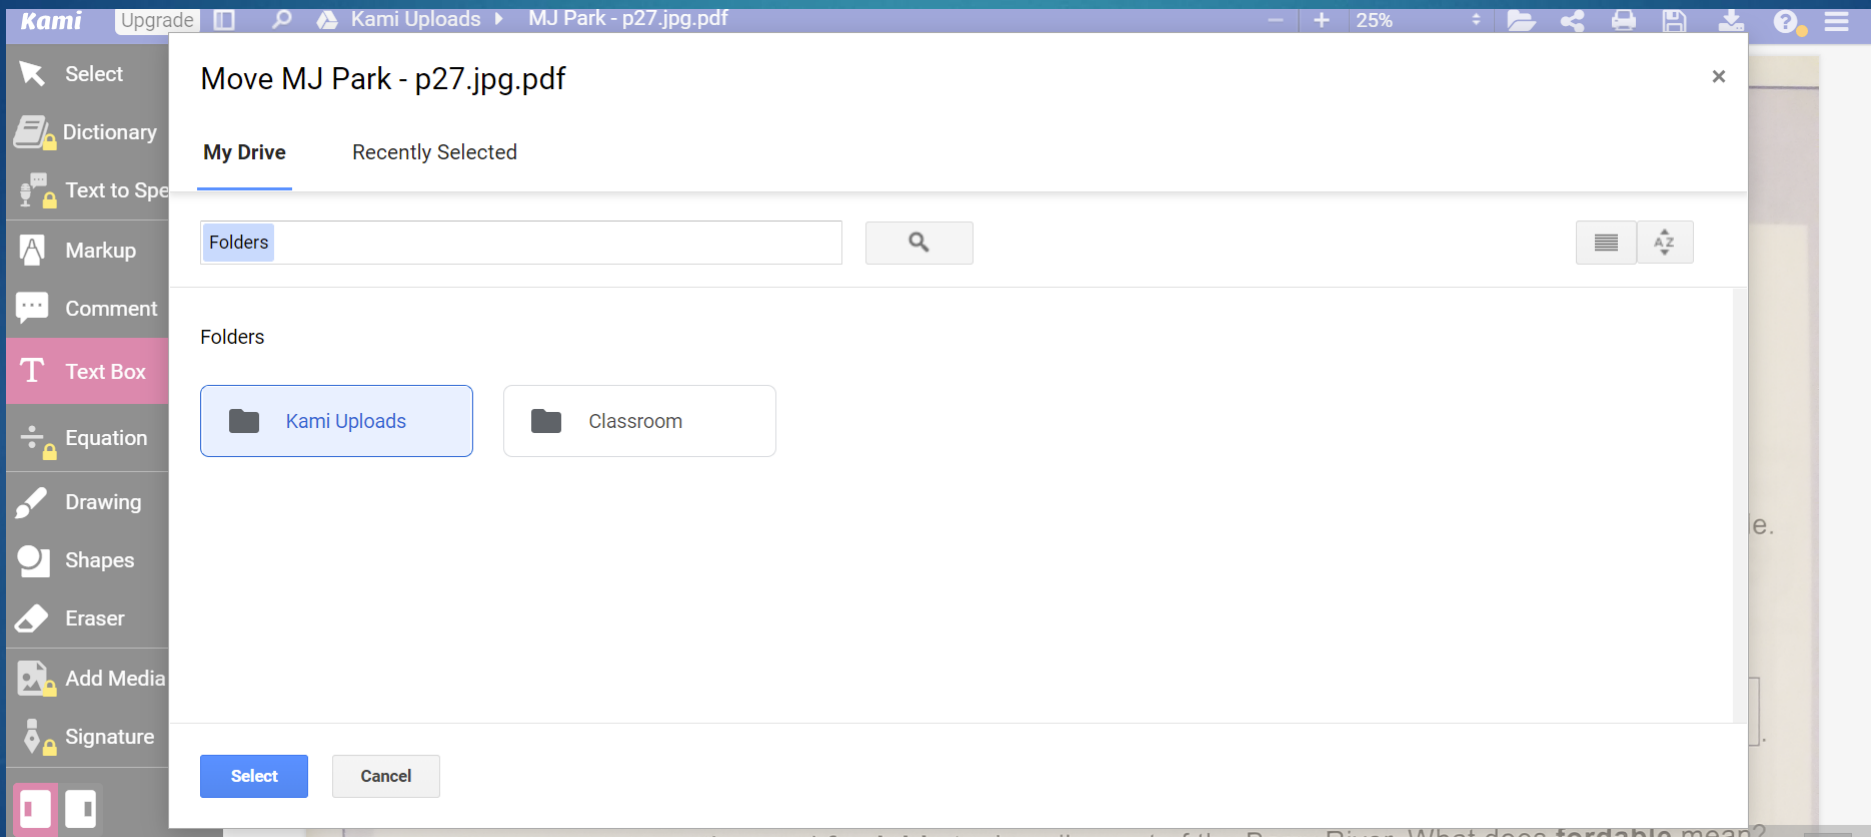 Kami Upgrade Kami Uploads MJ Park - p27.jpg.pdf 25%
Select
Dictionary
Text to Spe
Markup
Comment
Text Box
Equation
Drawing
Shapes
Eraser
Add Media
Signature
Move MJ Park - p27.jpg.pdf
My Drive Recently Selected
Folders
A Z
Folders
Kami Uploads Classroom
Select Cancel
le.
.
River. What does fordable mean?